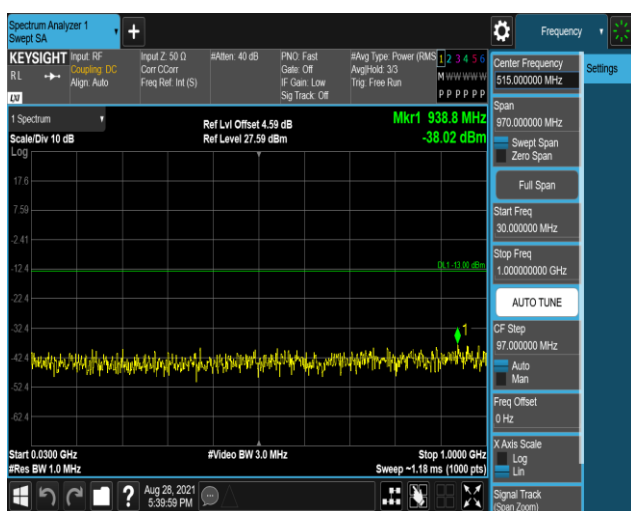 Spectrum Analyzer 1
Swept SA
+
Frequency
KEYSIGHT
RL
Input: RF
Coupling: DC
Align: Auto
Input Z: 50 Ω
Corr CCorr
Freq Ref: Int (S)
#Atten: 40 dB
PNO: Fast
Gate: Off
IF Gain: Low
Sig Track: Off
#Avg Type: Power (RMS
Avg|Hold: 3/3
Trig: Free Run
1 2 3 4 5 6
M W W W W W
P P P P P P
LXI
1 Spectrum
Scale/Div 10 dB
Log
Ref Lvl Offset 4.59 dB
Ref Level 27.59 dBm
Mkr1 938.8 MHz
-38.02 dBm
17.6
7.59
-2.41
-12.4
DL1 -13.00 dBm
-22.4
-32.4
1
-42.4
-52.4
-62.4
Start 0.0300 GHz
#Res BW 1.0 MHz
#Video BW 3.0 MHz
Stop 1.0000 GHz
Sweep ~1.18 ms (1000 pts)
?
Aug 28, 2021
5:39:59 PM
Center Frequency
515.000000 MHz
Settings
Span
970.000000 MHz
Swept Span
Zero Span
Full Span
Start Freq
30.000000 MHz
Stop Freq
1.000000000 GHz
AUTO TUNE
CF Step
97.000000 MHz
Auto
Man
Freq Offset
0 Hz
X Axis Scale
Log
Lin
Signal Track
(Span Zoom)